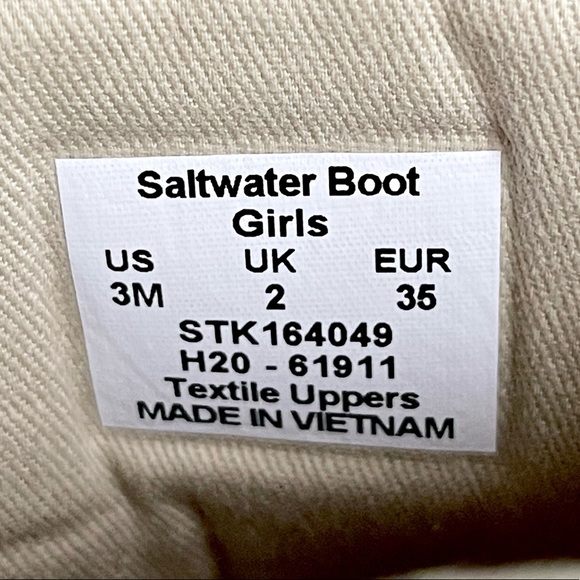 Saltwater Boot
Girls
US UK EUR
3M 2 35
STK164049
H20 - 61911
Textile Uppers
MADE IN VIETNAM